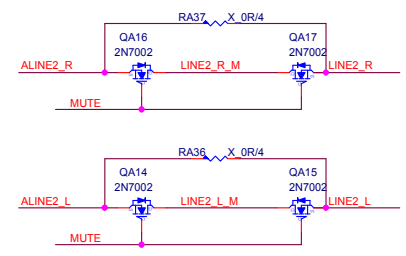 RA37 X_0R/4
QA16 QA17
2N7002 2N7002
ALINE2_R LINE2_R_M LINE2_R
MUTE
RA36 X_0R/4
QA14 QA15
2N7002 2N7002
ALINE2_L LINE2_L_M LINE2_L
MUTE